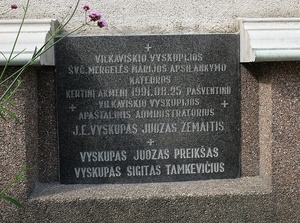 +
VILKAVIŠKIO VYSKUPIJOS
ŠVČ. MERGELĖS MARIJOS APSILANKYMO
KATEDROS
KERTINĮ AKMENĮ 1991.08.25 PAŠVENTINO
+ VILKAVIŠKIO VYSKUPIJOS +
APAŠTALINIS ADMINISTRATORIUS
J.E. VYSKUPAS JUOZAS ŽEMAITIS
+
VYSKUPAS JUOZAS PREIKŠAS
VYSKUPAS SIGITAS TAMKEVIČIUS